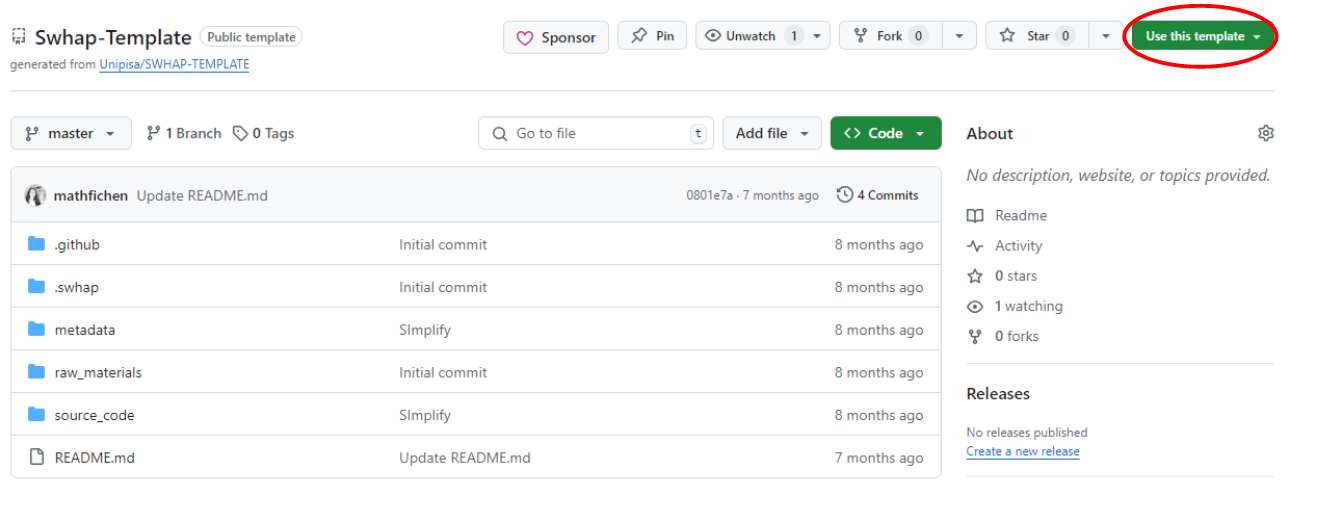 Swhap-Template Public template Sponsor Pin Unwatch 1 Fork 0 Star 0 Use this template
generated from Unipisa/SWHAP-TEMPLATE
master 1 Branch 0 Tags Go to file t Add file Code
About
No description, website, or topics provided.
mathfichen Update README.md 0801e7a · 7 months ago 4 Commits
.github Initial commit 8 months ago
.swhap Initial commit 8 months ago
metadata SImplify 8 months ago
raw_materials Initial commit 8 months ago
source_code SImplify 8 months ago
README.md Update README.md 7 months ago
Readme
Activity
0 stars
1 watching
0 forks
Releases
No releases published
Create a new release